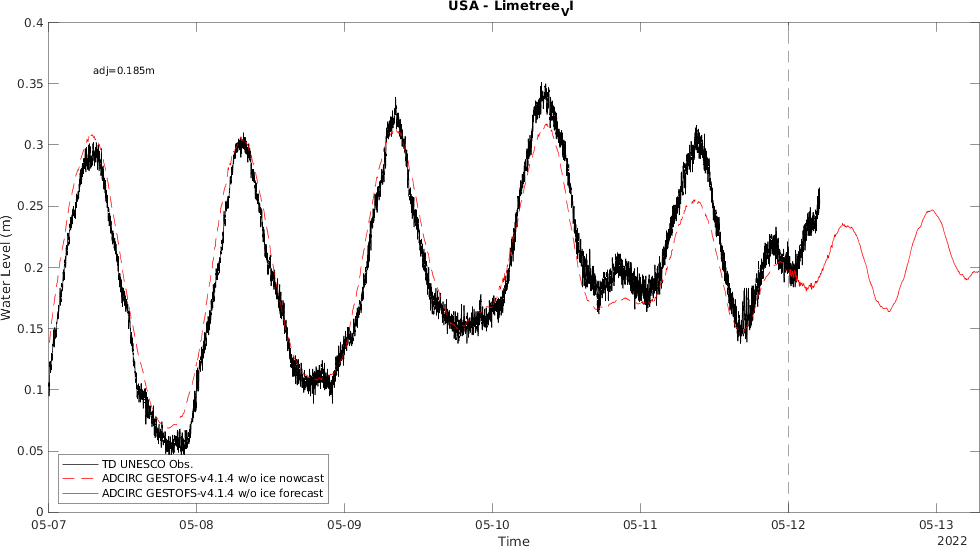 USA - Limetree_VI
0.4
adj=0.185m
0.35
0.3
0.25
0.2
0.15
0.1
0.05
0
Water Level (m)
TD UNESCO Obs.
ADCIRC GESTOFS-v4.1.4 w/o ice nowcast
ADCIRC GESTOFS-v4.1.4 w/o ice forecast
05-07 05-08 05-09 05-10 05-11 05-12 05-13
Time
2022